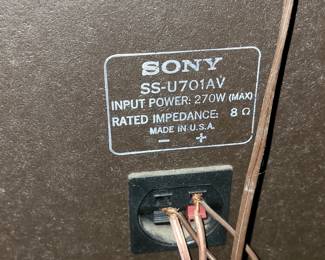 SONY
SS-U701AV
INPUT POWER: 270W (MAX)
RATED IMPEDANCE: 8 Ω
MADE IN U.S.A.
− +